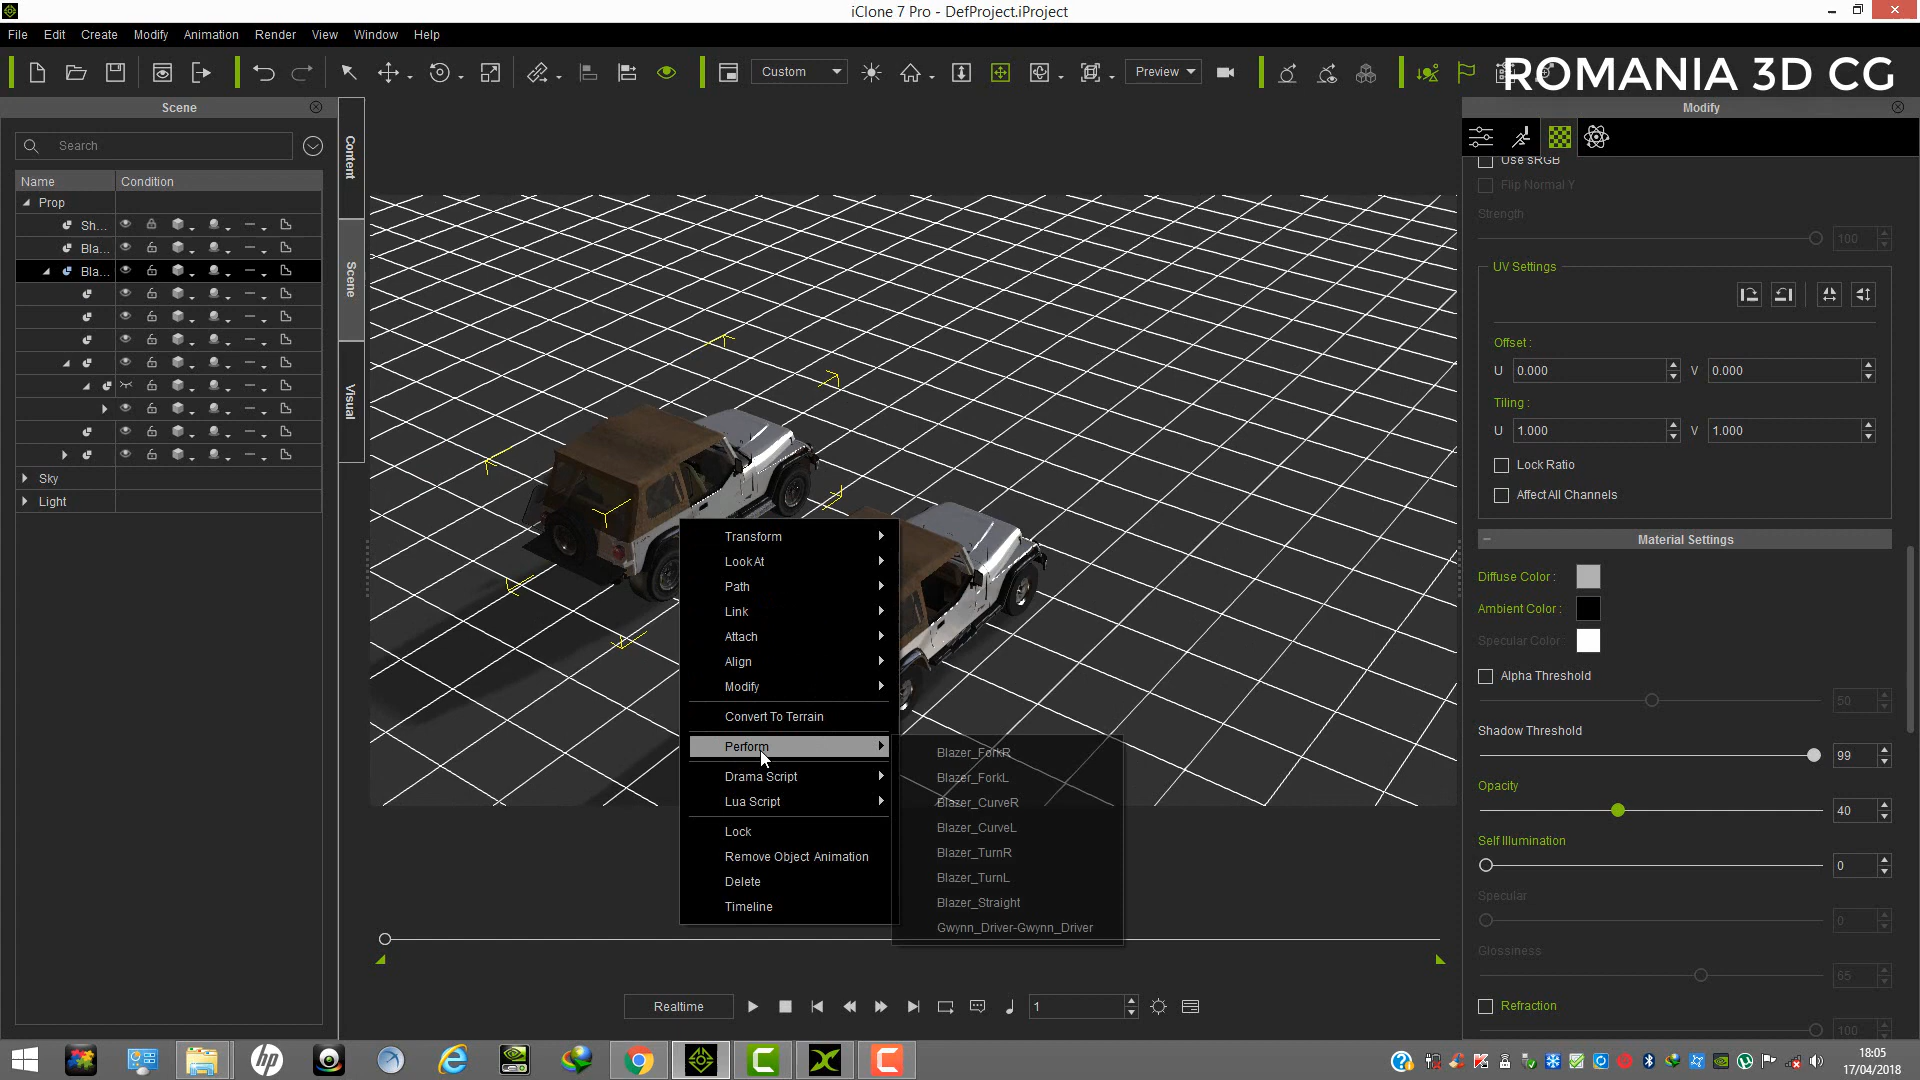 iClone 7 Pro - DefProject.iProject
File Edit Create Modify Animation Render View Window Help
Custom
Preview
ROMANIA 3D CG
Scene
Modify
Search
Name Condition
Prop
Sh...
Bla...
Bla...
Sky
Light
Content
Scene
Visual
Transform
Look At
Path
Link
Attach
Align
Modify
Convert To Terrain
Perform
Drama Script
Lua Script
Lock
Remove Object Animation
Delete
Timeline
Blazer_ForkR
Blazer_ForkL
Blazer_CurveR
Blazer_CurveL
Blazer_TurnR
Blazer_TurnL
Blazer_Straight
Gwynn_Driver-Gwynn_Driver
Use sRGB
Flip Normal Y
Strength
100
UV Settings
Offset :
U 0.000 V 0.000
Tiling :
U 1.000 V 1.000
Lock Ratio
Affect All Channels
Material Settings
Diffuse Color :
Ambient Color :
Specular Color :
Alpha Threshold
50
Shadow Threshold
99
Opacity
40
Self Illumination
0
Specular
0
Glossiness
65
Refraction
100
Realtime
1
18:05
17/04/2018